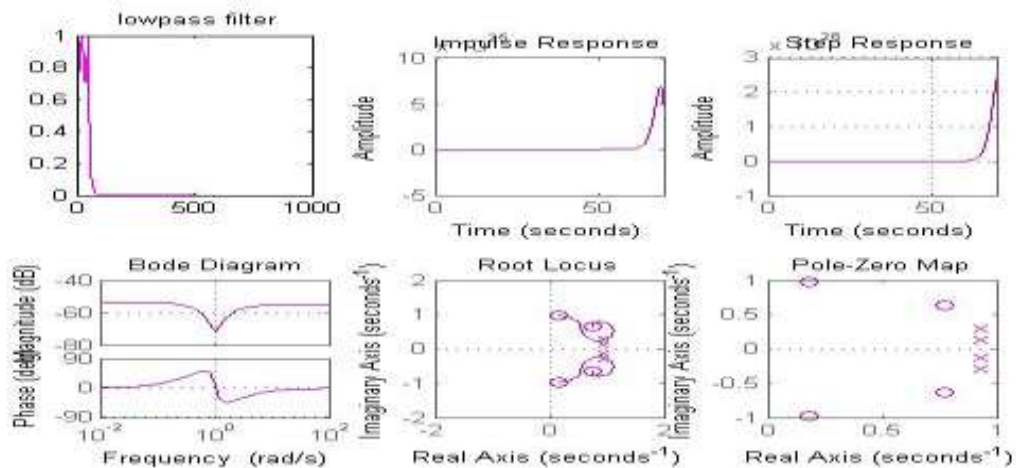 lowpass filter
1
0.8
0.6
0.4
0.2
0
0 500 1000
Impulse Response
10
5
0
-5
Amplitude
50
Time (seconds)
Step Response
3
2
1
0
-1
Amplitude
0 50
Time (seconds)
Bode Diagram
-40
-60
-80
Magnitude (dB)
90
0
-90
Phase (deg)
10^-2 10^0 10^2
Frequency (rad/s)
Root Locus
2
1
0
-1
-2
Imaginary Axis (seconds^-1)
-2 0 2
Real Axis (seconds^-1)
Pole-Zero Map
1
0.5
0
-0.5
-1
Imaginary Axis (seconds^-1)
0 0.5 1
Real Axis (seconds^-1)